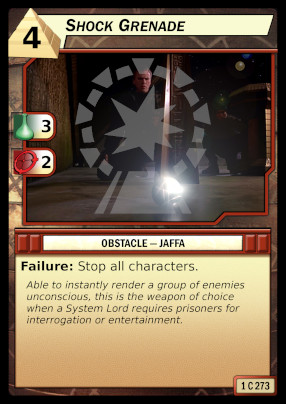 4
SHOCK GRENADE
3
2
OBSTACLE – JAFFA
Failure: Stop all characters.
Able to instantly render a group of enemies
unconscious, this is the weapon of choice
when a System Lord requires prisoners for
interrogation or entertainment.
1 C 273